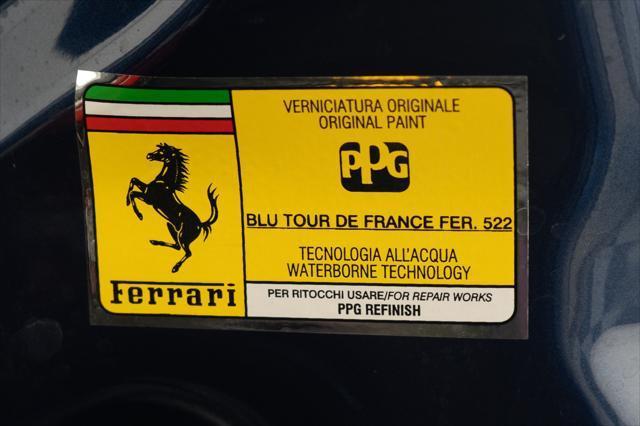 Ferrari
VERNICIATURA ORIGINALE
ORIGINAL PAINT
PPG
BLU TOUR DE FRANCE FER. 522
TECNOLOGIA ALL'ACQUA
WATERBORNE TECHNOLOGY
PER RITOCCHI USARE/FOR REPAIR WORKS
PPG REFINISH